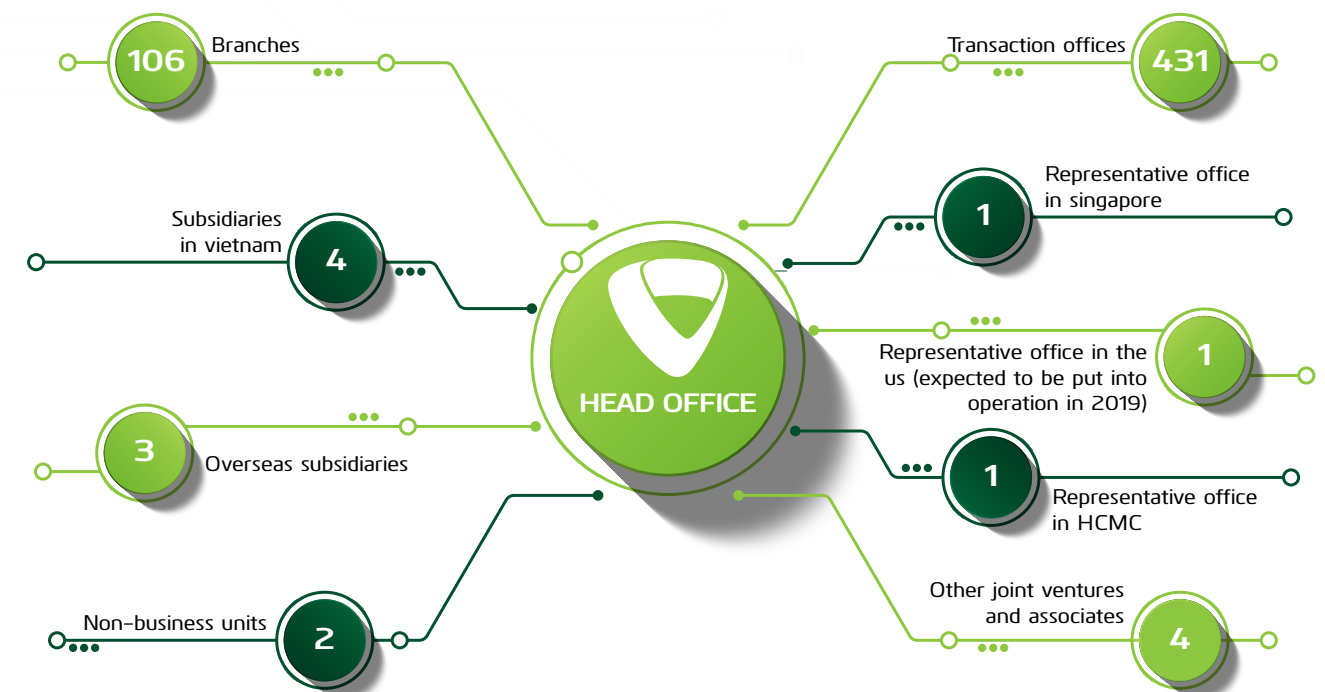 106
Branches
Transaction offices
431
Subsidiaries
in vietnam
4
1
Representative office
in singapore
HEAD OFFICE
Representative office in the
us (expected to be put into
operation in 2019)
1
3
Overseas subsidiaries
1
Representative office
in HCMC
Non-business units
2
Other joint ventures
and associates
4